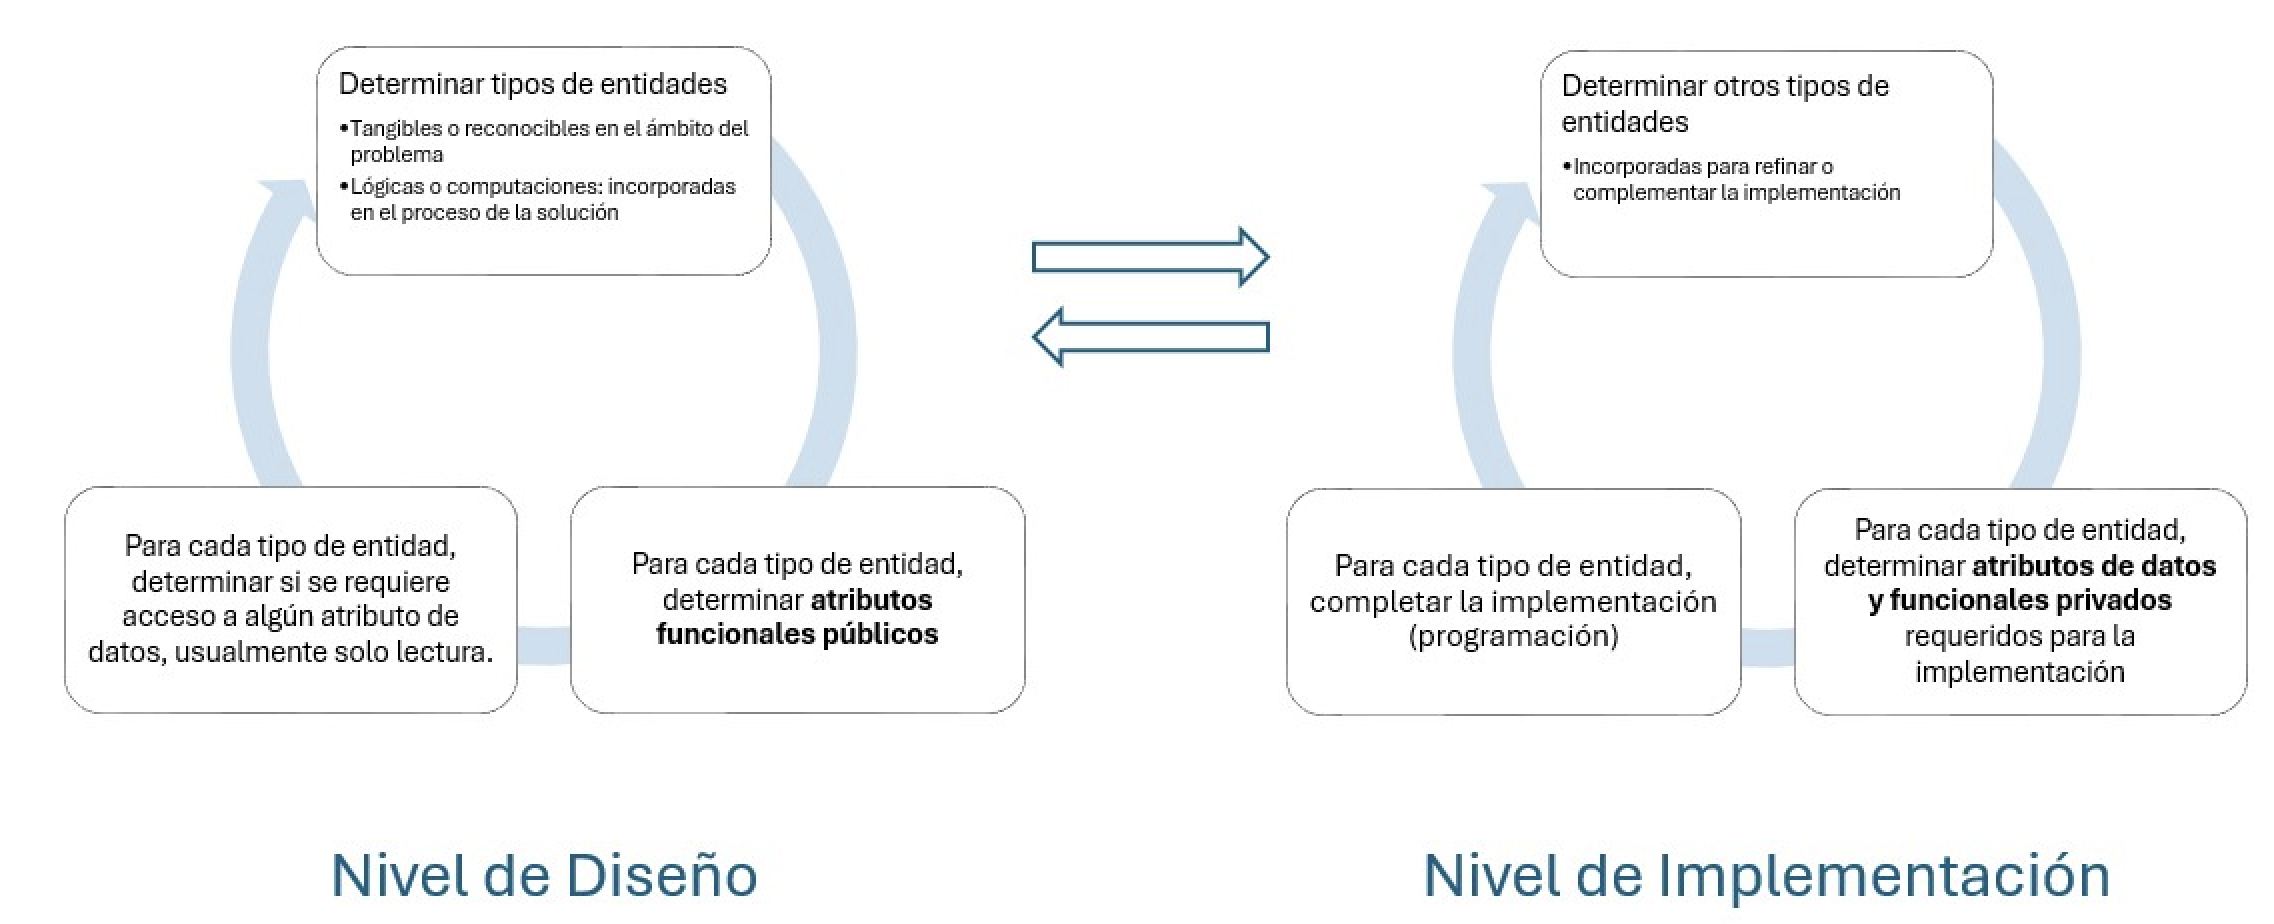 Determinar tipos de entidades
•Tangibles o reconocibles en el ámbito del
problema
•Lógicas o computaciones: incorporadas
en el proceso de la solución
Para cada tipo de entidad,
determinar si se requiere
acceso a algún atributo de
datos, usualmente solo lectura.
Para cada tipo de entidad,
determinar atributos
funcionales públicos
Nivel de Diseño
Determinar otros tipos de
entidades
•Incorporadas para refinar o
complementar la implementación
Para cada tipo de entidad,
completar la implementación
(programación)
Para cada tipo de entidad,
determinar atributos de datos
y funcionales privados
requeridos para la
implementación
Nivel de Implementación